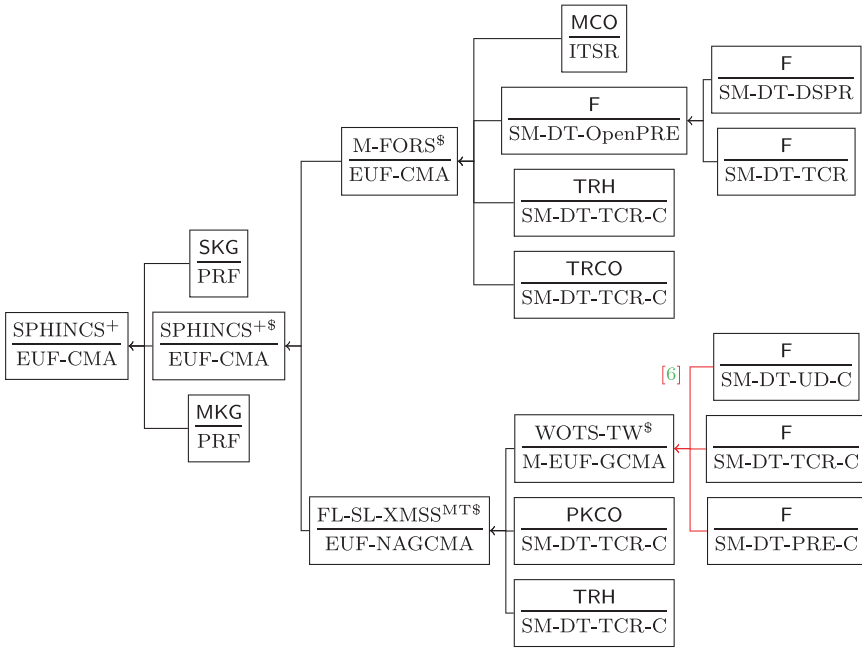 MCO
ITSR
F
SM-DT-DSPR
F
SM-DT-OpenPRE
M-FORS$
EUF-CMA
F
SM-DT-TCR
TRH
SM-DT-TCR-C
SKG
PRF
TRCO
SM-DT-TCR-C
SPHINCS+
EUF-CMA
SPHINCS+$
EUF-CMA
[6]
F
SM-DT-UD-C
MKG
PRF
WOTS-TW$
M-EUF-GCMA
F
SM-DT-TCR-C
FL-SL-XMSSMT$
EUF-NAGCMA
PKCO
SM-DT-TCR-C
F
SM-DT-PRE-C
TRH
SM-DT-TCR-C